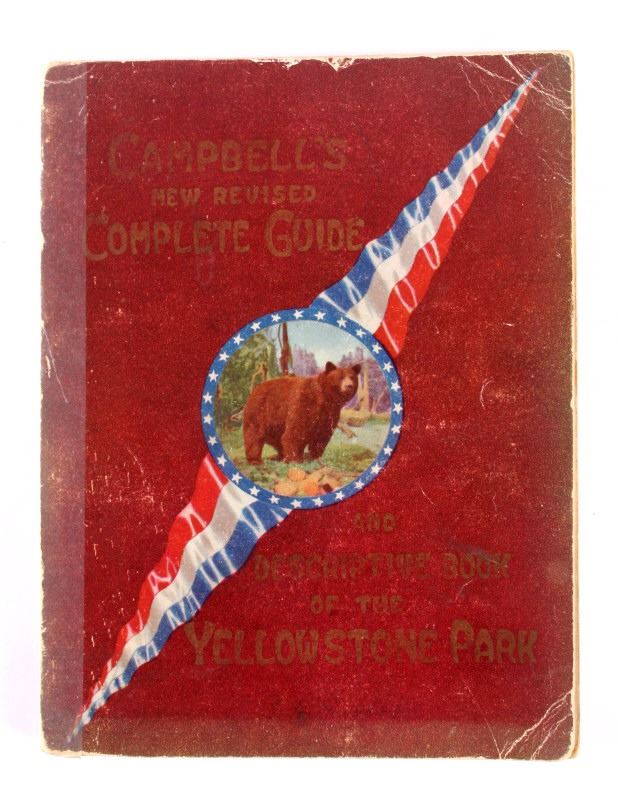 CAMPBELL'S
NEW REVISED
COMPLETE GUIDE
AND
DESCRIPTIVE BOOK
OF THE
YELLOWSTONE PARK